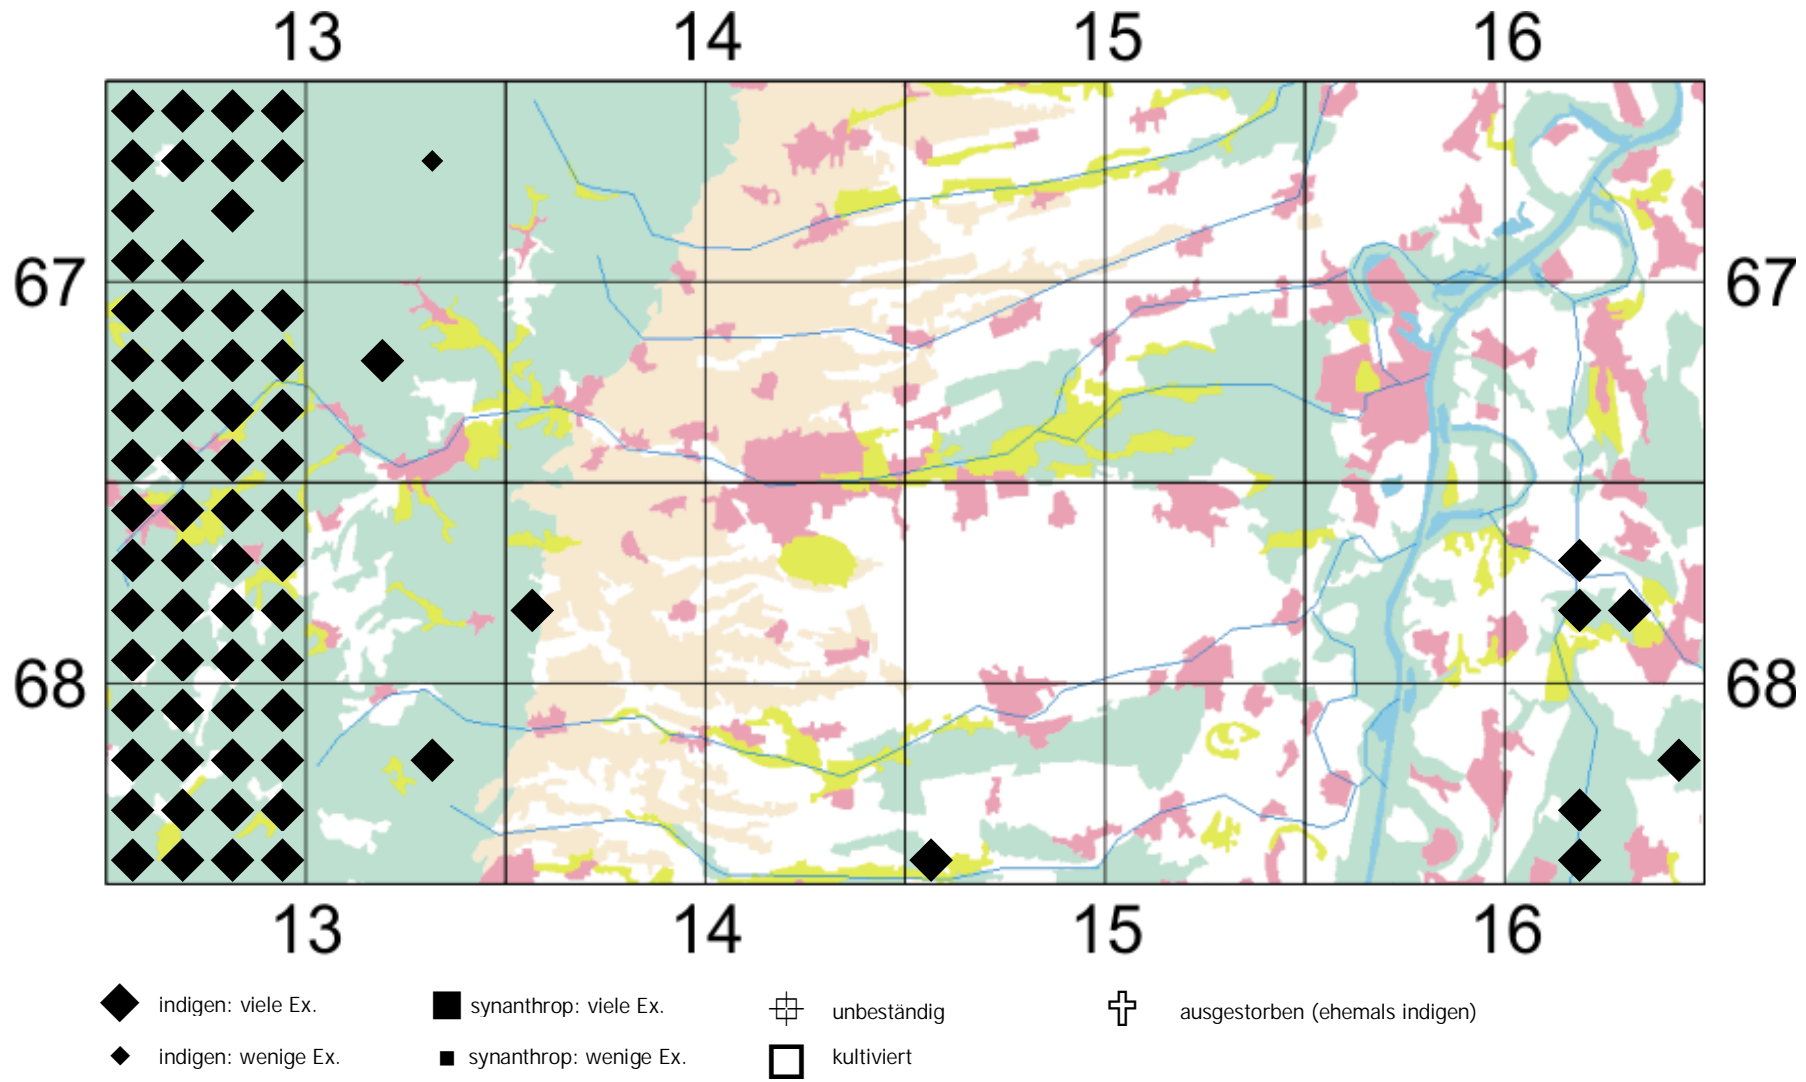 13 14 15 16
67 67
68 68
13 14 15 16
indigen: viele Ex. synanthrop: viele Ex. unbeständig ausgestorben (ehemals indigen)
indigen: wenige Ex. synanthrop: wenige Ex. kultiviert